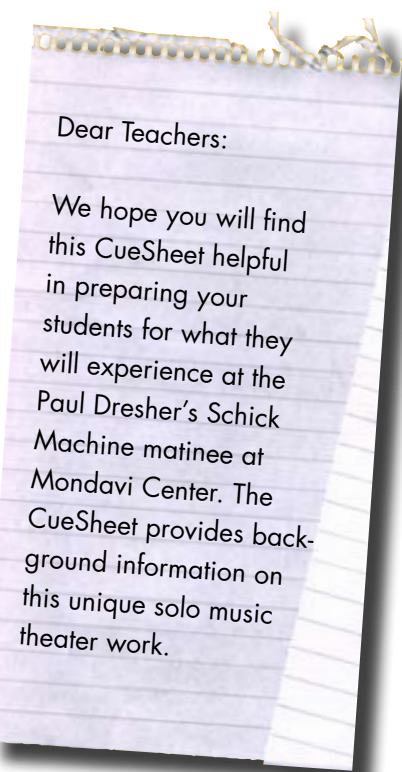 Dear Teachers:
We hope you will find
this CueSheet helpful
in preparing your
students for what they
will experience at the
Paul Dresher's Schick
Machine matinee at
Mondavi Center. The
CueSheet provides back-
ground information on
this unique solo music
theater work.